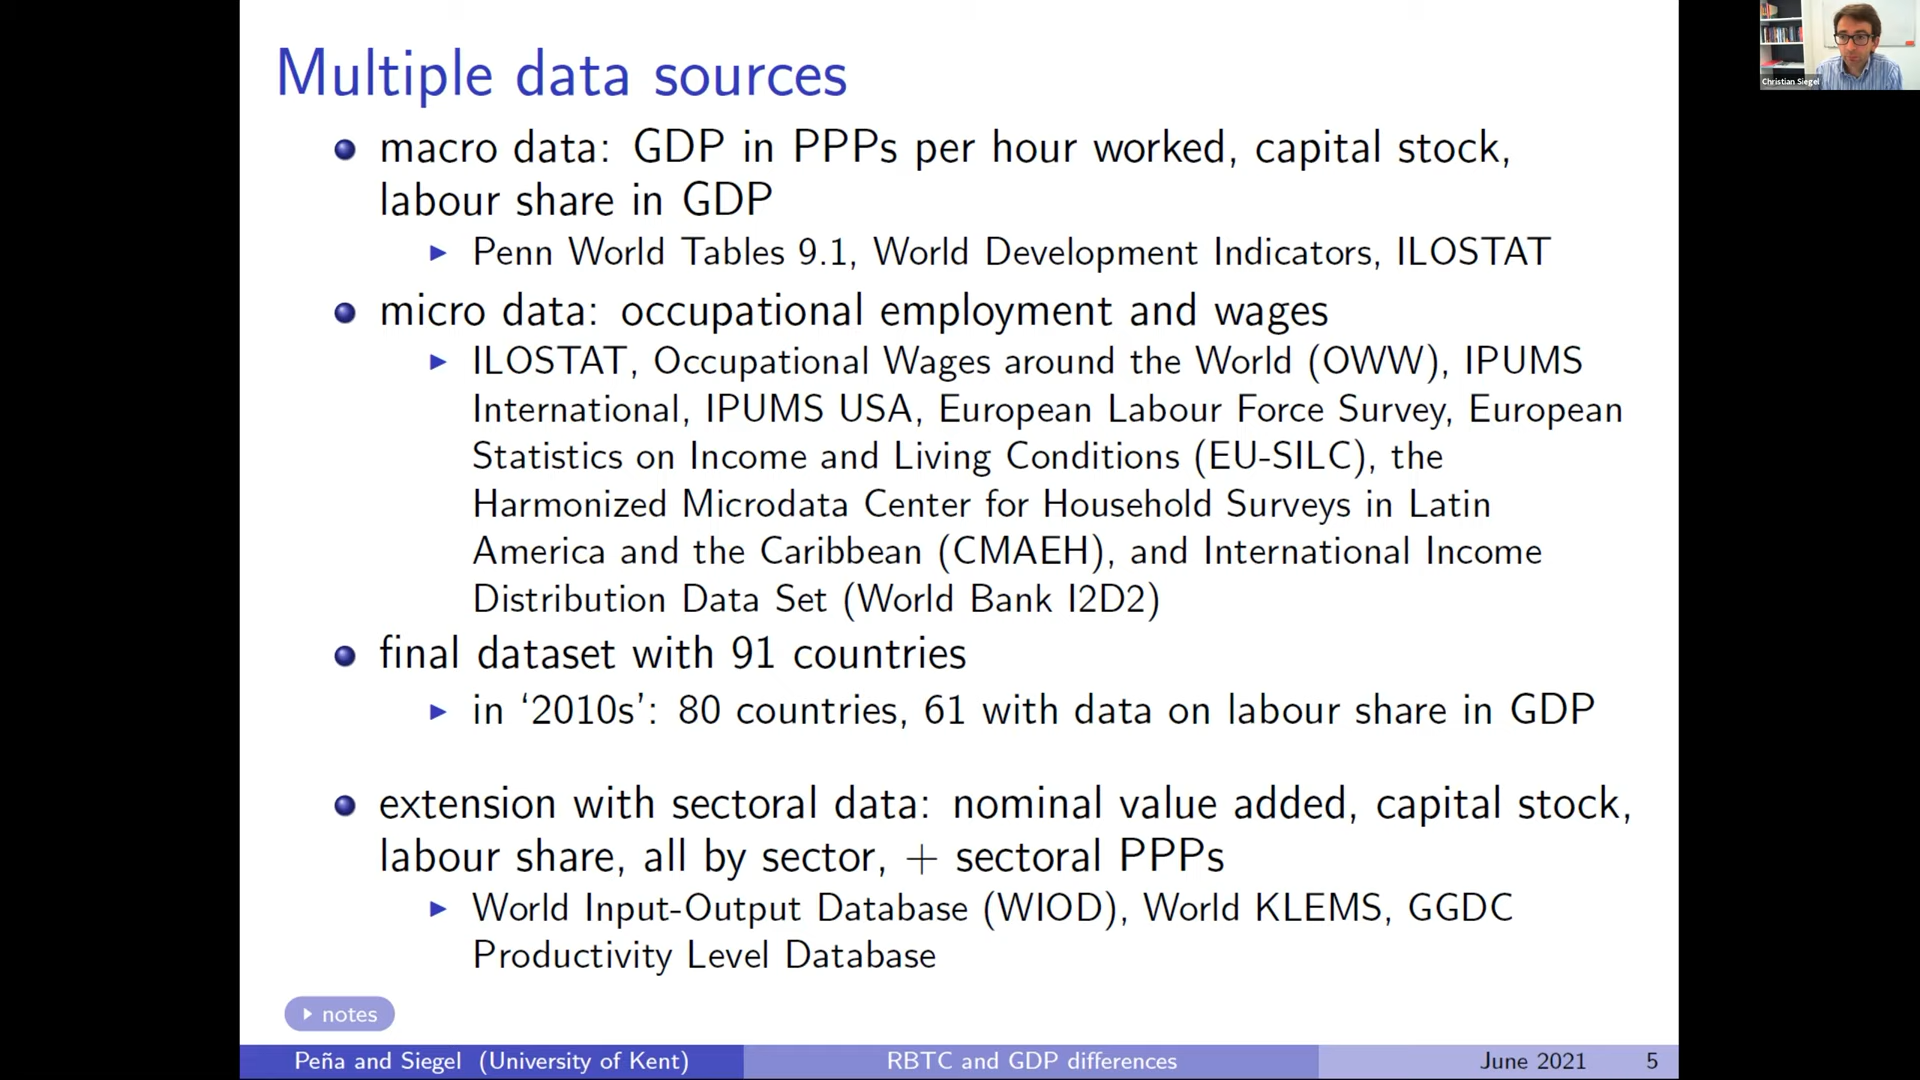 Multiple data sources
macro data: GDP in PPPs per hour worked, capital stock,
labour share in GDP
Penn World Tables 9.1, World Development Indicators, ILOSTAT
micro data: occupational employment and wages
ILOSTAT, Occupational Wages around the World (OWW), IPUMS
International, IPUMS USA, European Labour Force Survey, European
Statistics on Income and Living Conditions (EU-SILC), the
Harmonized Microdata Center for Household Surveys in Latin
America and the Caribbean (CMAEH), and International Income
Distribution Data Set (World Bank I2D2)
final dataset with 91 countries
in ‘2010s’: 80 countries, 61 with data on labour share in GDP
extension with sectoral data: nominal value added, capital stock,
labour share, all by sector, + sectoral PPPs
World Input-Output Database (WIOD), World KLEMS, GGDC
Productivity Level Database
notes
Peña and Siegel (University of Kent) RBTC and GDP differences June 2021 5
Christian Siegel